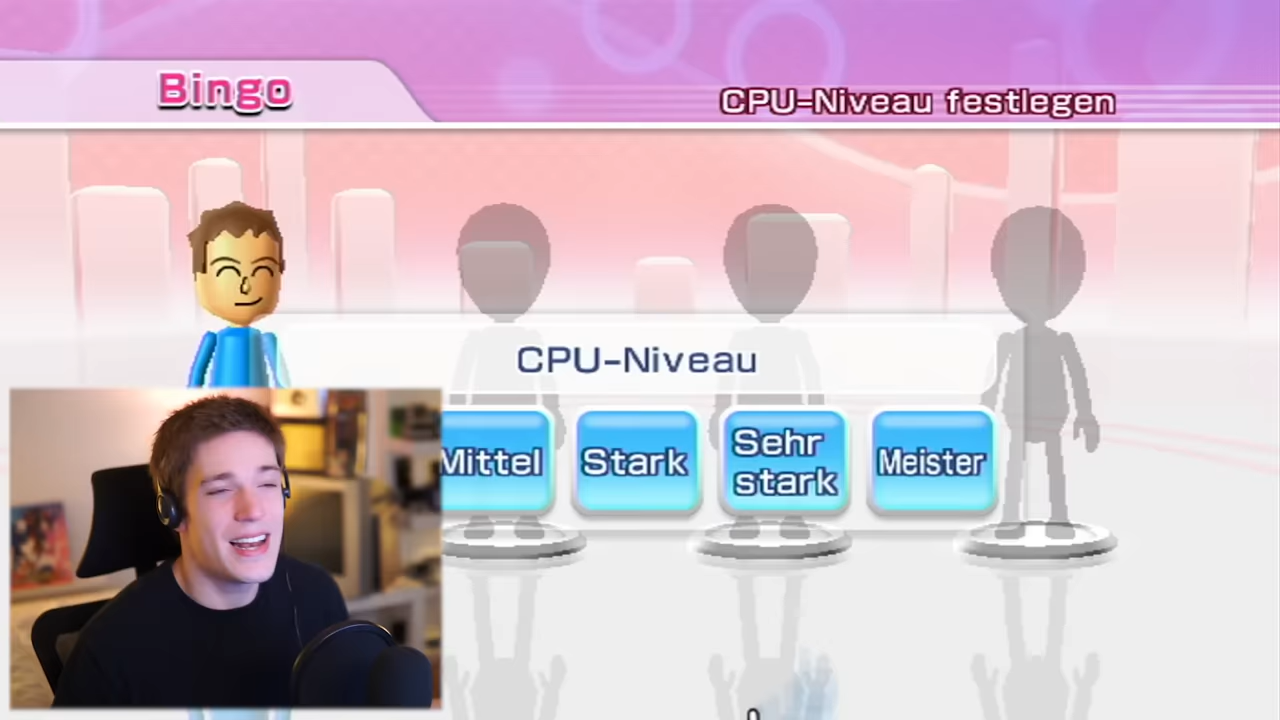 Bingo
CPU-Niveau festlegen
CPU-Niveau
Mittel
Stark
Sehr
stark
Meister